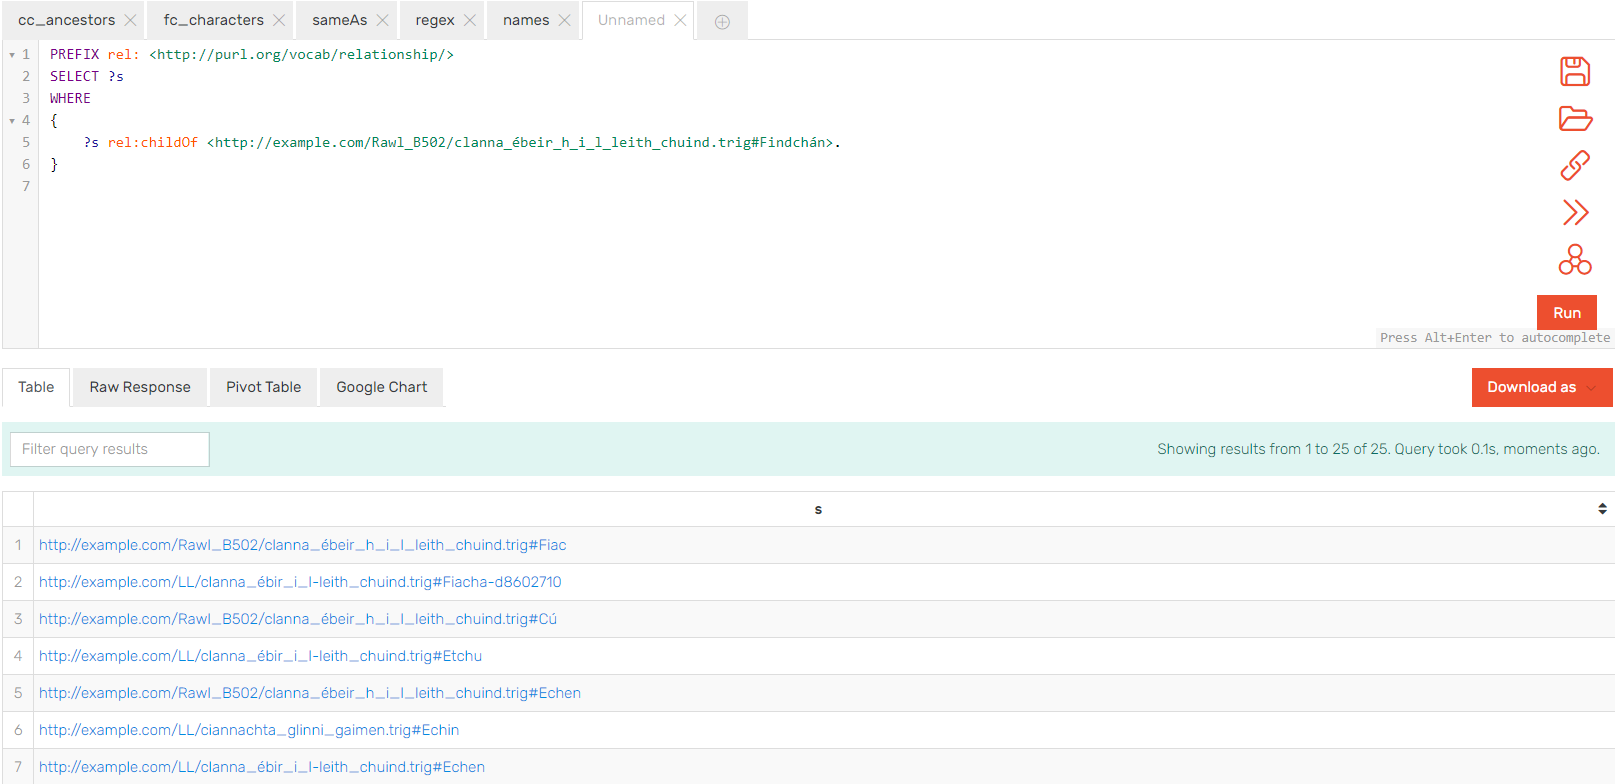 cc_ancestors fc_characters sameAs regex names Unnamed
1 PREFIX rel: <http://purl.org/vocab/relationship/>
2 SELECT ?s
3 WHERE
4 {
5 ?s rel:childOf <http://example.com/Rawl_B502/clanna_ébeir_h_i_l_leith_chuind.trig#Findchán>.
6 }
7
Run
Press Alt+Enter to autocomplete
Table Raw Response Pivot Table Google Chart Download as
Filter query results Showing results from 1 to 25 of 25. Query took 0.1s, moments ago.
s
1 http://example.com/Rawl_B502/clanna_ébeir_h_i_l_leith_chuind.trig#Fiac
2 http://example.com/LL/clanna_ébir_i_l-leith_chuind.trig#Fiacha-d8602710
3 http://example.com/Rawl_B502/clanna_ébeir_h_i_l_leith_chuind.trig#Cú
4 http://example.com/LL/clanna_ébir_i_l-leith_chuind.trig#Etchu
5 http://example.com/Rawl_B502/clanna_ébeir_h_i_l_leith_chuind.trig#Echen
6 http://example.com/LL/ciannachta_glinni_gaimen.trig#Echin
7 http://example.com/LL/clanna_ébir_i_l-leith_chuind.trig#Echen